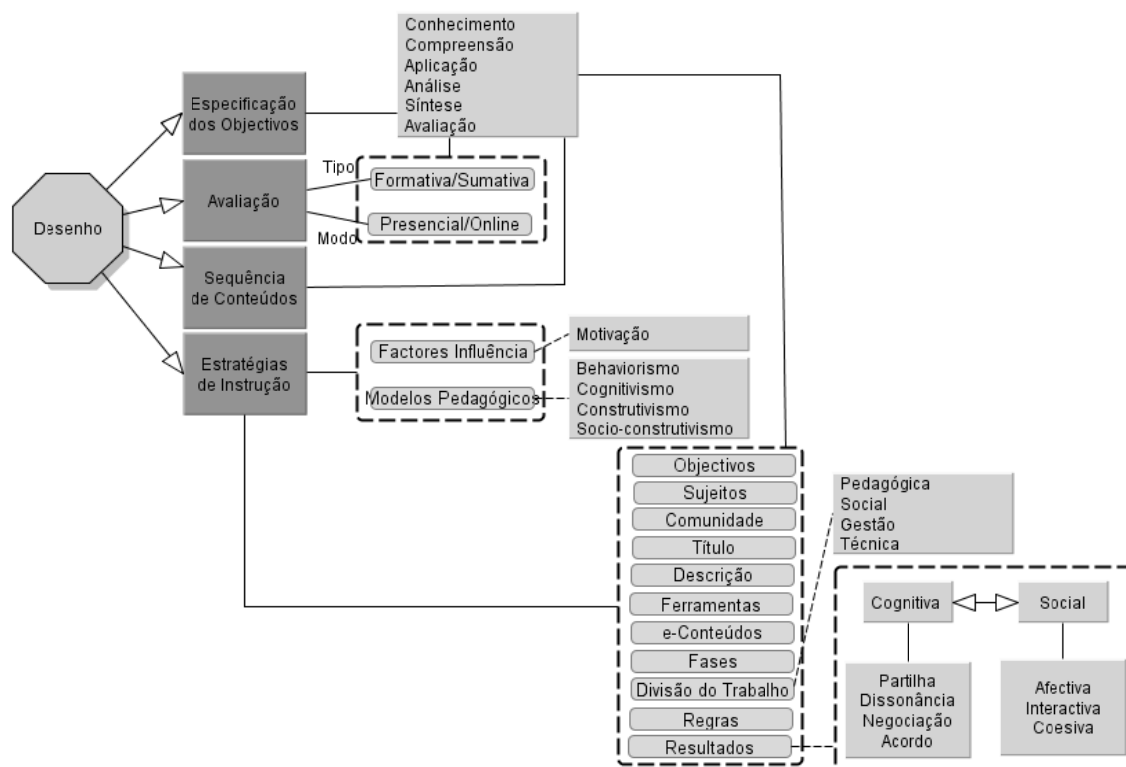 Desenho
Especificação
dos Objectivos
Avaliação
Sequência
de Conteúdos
Estratégias
de Instrução
Conhecimento
Compreensão
Aplicação
Análise
Síntese
Avaliação
Tipo
Formativa/Sumativa
Presencial/Online
Modo
Factores Influência
Modelos Pedagógicos
Motivação
Behaviorismo
Cognitivismo
Construtivismo
Socio-construtivismo
Objectivos
Sujeitos
Comunidade
Título
Descrição
Ferramentas
e-Conteúdos
Fases
Divisão do Trabalho
Regras
Resultados
Pedagógica
Social
Gestão
Técnica
Cognitiva
Social
Partilha
Dissonância
Negociação
Acordo
Afectiva
Interactiva
Coesiva